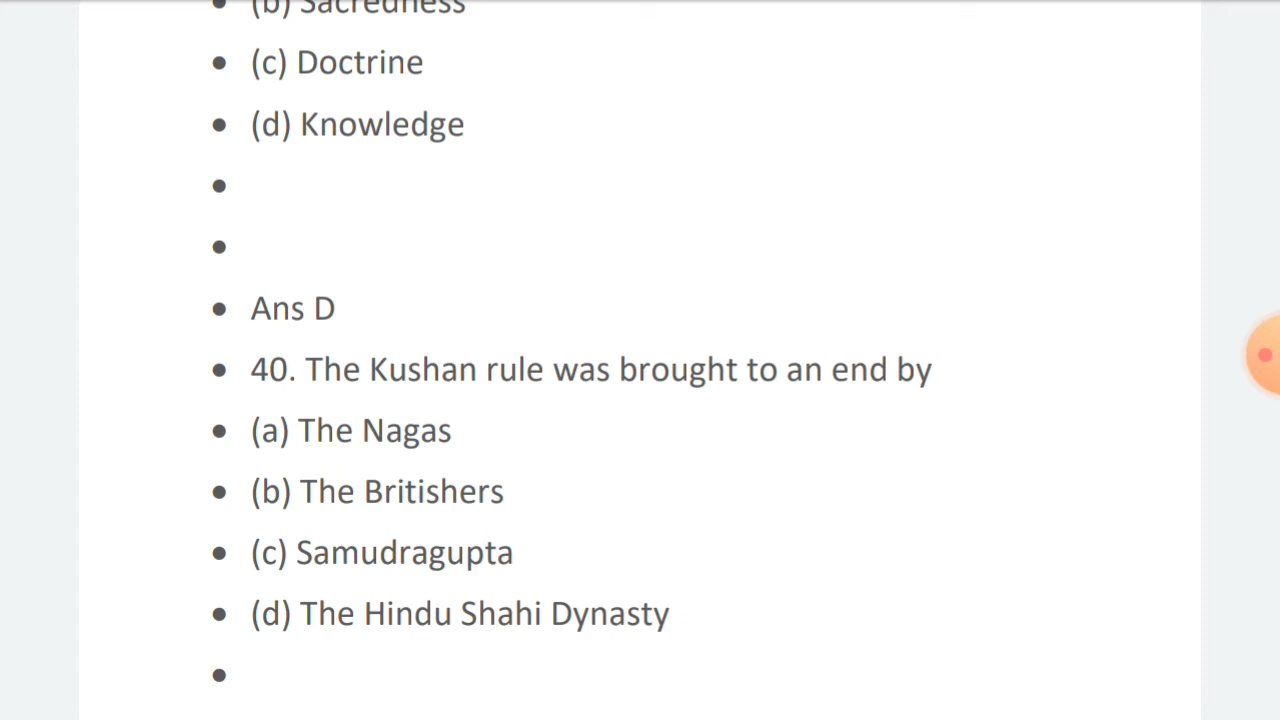 • (b) Sacredness
• (c) Doctrine
• (d) Knowledge
•
•
• Ans D
• 40. The Kushan rule was brought to an end by
• (a) The Nagas
• (b) The Britishers
• (c) Samudragupta
• (d) The Hindu Shahi Dynasty
•